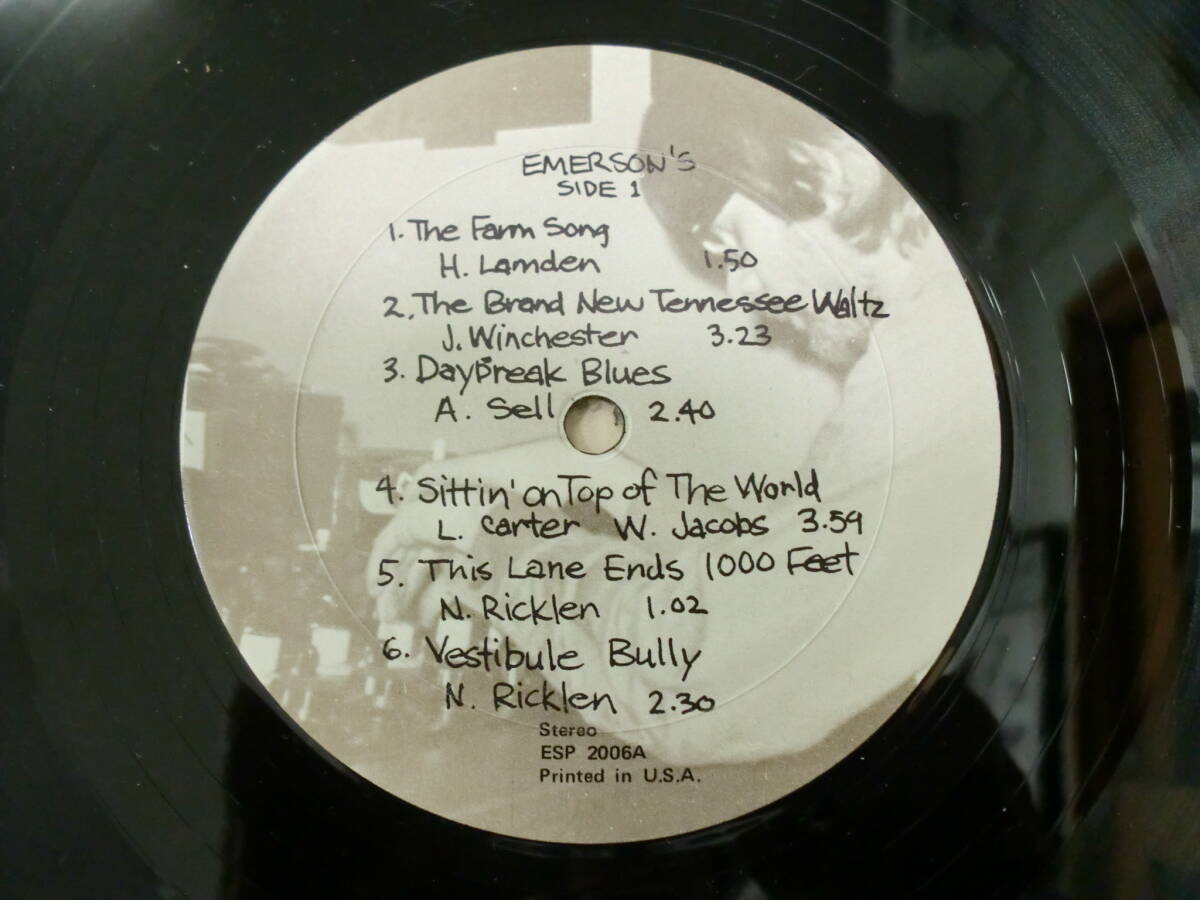 EMERSON'S
SIDE 1
1. The Farm Song
H. Lamden 1.50
2. The Brand New Tennessee Waltz
J. Winchester 3.23
3. Daybreak Blues
A. Sell 2.40
4. Sittin' on Top of The World
L. Carter W. Jacobs 3.59
5. This Lane Ends 1000 Feet
N. Ricklen 1.02
6. Vestibule Bully
N. Ricklen 2.30
Stereo
ESP 2006A
Printed in U.S.A.